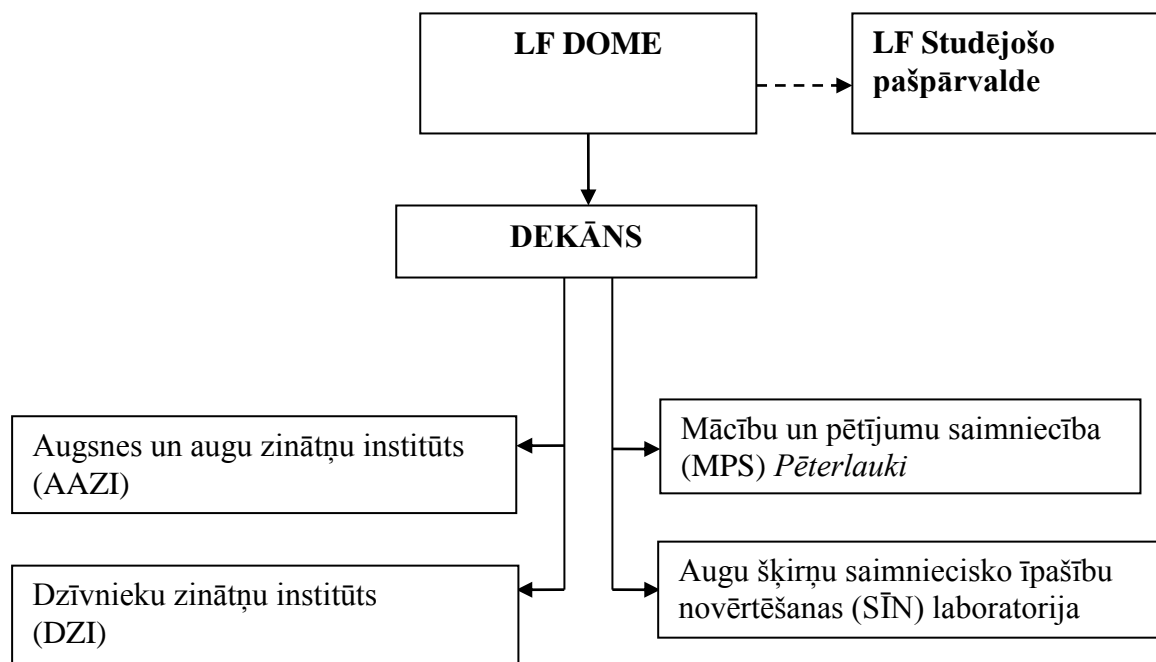 LF DOME
LF Studējošo
pašpārvalde
DEKĀNS
Augsnes un augu zinātņu institūts
(AAZI)
Mācību un pētījumu saimniecība
(MPS) Pēterlauki
Dzīvnieku zinātņu institūts
(DZI)
Augu šķirņu saimniecisko īpašību
novērtēšanas (SĪN) laboratorija